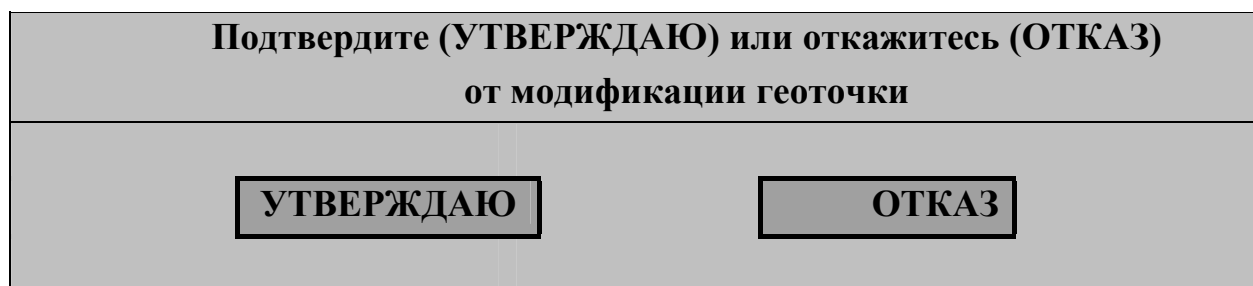 Подтвердите (УТВЕРЖДАЮ) или откажитесь (ОТКАЗ)
от модификации геоточки
УТВЕРЖДАЮ ОТКАЗ